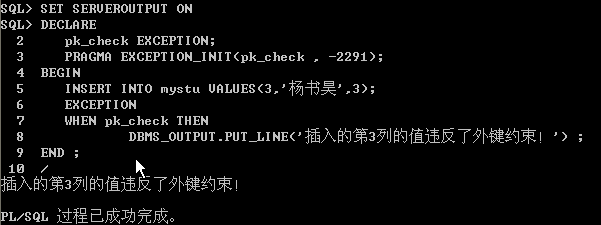 SQL> SET SERVEROUTPUT ON
SQL> DECLARE
2 pk_check EXCEPTION;
3 PRAGMA EXCEPTION_INIT(pk_check , -2291);
4 BEGIN
5 INSERT INTO mystu VALUES(3,'杨书昊',3);
6 EXCEPTION
7 WHEN pk_check THEN
8 DBMS_OUTPUT.PUT_LINE('插入的第3列的值违反了外键约束!') ;
9 END ;
10 /
插入的第3列的值违反了外键约束!
PL/SQL 过程已成功完成。